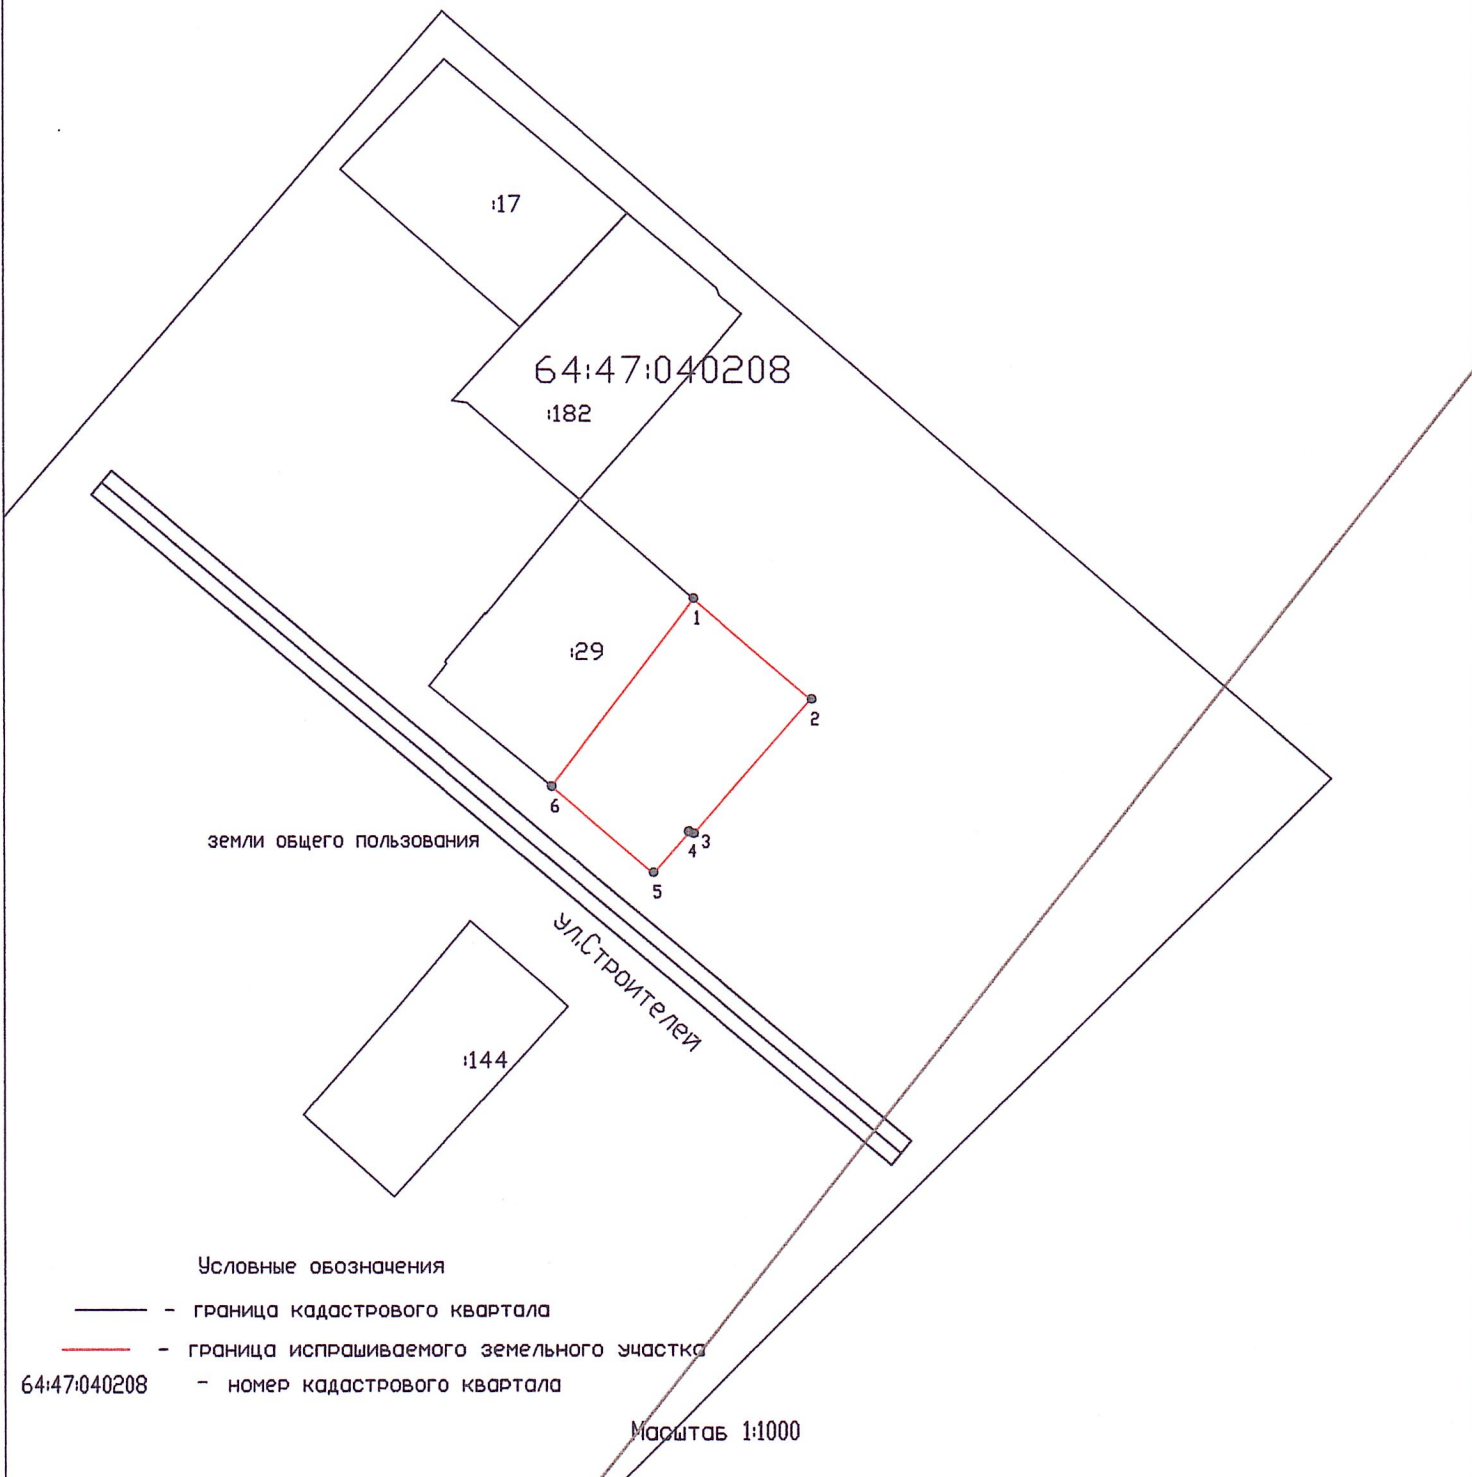 :17
64:47:040208
:182
1
:29
2
6
3
4
земли общего пользования
5
ул.Строителей
:144
Условные обозначения
- граница кадастрового квартала
- граница испрашиваемого земельного участка
64:47:040208 - номер кадастрового квартала
Масштаб 1:1000